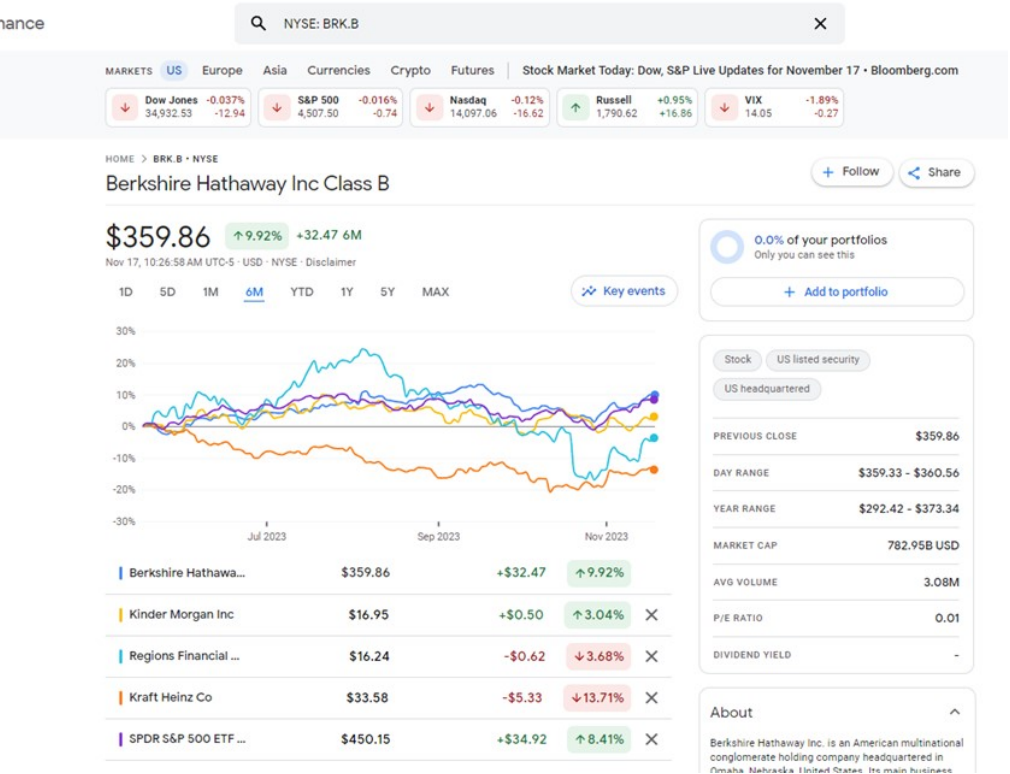 nance
NYSE: BRK.B
MARKETS US Europe Asia Currencies Crypto Futures Stock Market Today: Dow, S&P Live Updates for November 17 • Bloomberg.com
Dow Jones -0.037% S&P 500 -0.016% Nasdaq -0.12% Russell +0.95% VIX -1.89%
34,932.53 -12.94 4,507.50 -0.74 14,097.06 -16.62 1,790.62 +16.86 14.05 -0.27
HOME > BRK.B • NYSE
Berkshire Hathaway Inc Class B
+ Follow Share
$359.86 ↑9.92% +32.47 6M
Nov 17, 10:26:58 AM UTC-5 · USD · NYSE · Disclaimer
1D 5D 1M 6M YTD 1Y 5Y MAX
Key events
30%
20%
10%
0%
-10%
-20%
-30%
Jul 2023 Sep 2023 Nov 2023
Berkshire Hathawa... $359.86 +$32.47 ↑9.92%
Kinder Morgan Inc $16.95 +$0.50 ↑3.04%
Regions Financial ... $16.24 -$0.62 ↓3.68%
Kraft Heinz Co $33.58 -$5.33 ↓13.71%
SPDR S&P 500 ETF ... $450.15 +$34.92 ↑8.41%
0.0% of your portfolios
Only you can see this
+ Add to portfolio
Stock US listed security
US headquartered
PREVIOUS CLOSE $359.86
DAY RANGE $359.33 - $360.56
YEAR RANGE $292.42 - $373.34
MARKET CAP 782.95B USD
AVG VOLUME 3.08M
P/E RATIO 0.01
DIVIDEND YIELD -
About
Berkshire Hathaway Inc. is an American multinational
conglomerate holding company headquartered in
Omaha, Nebraska, United States. Its main business